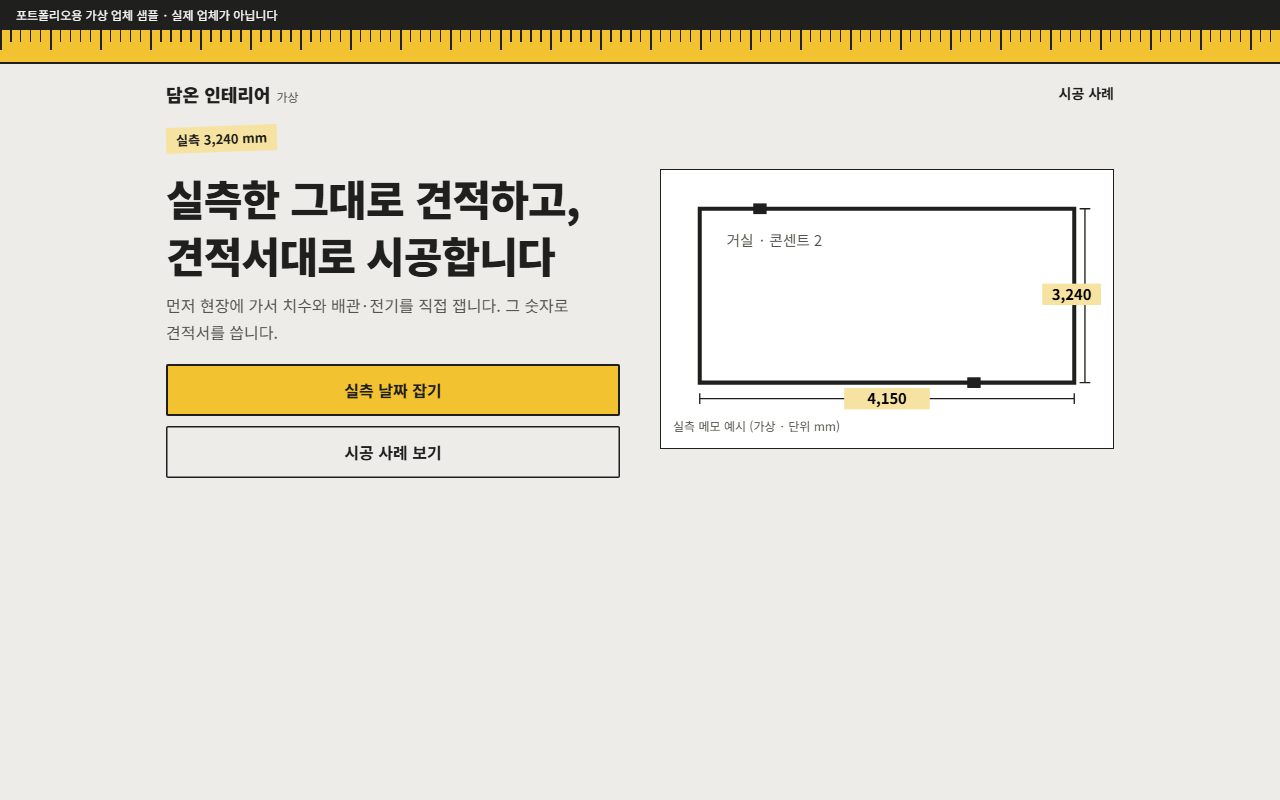 포트폴리오용 가상 업체 샘플 · 실제 업체가 아닙니다
담온 인테리어 가상
시공 사례
실측 3,240 mm
실측한 그대로 견적하고,
견적서대로 시공합니다
먼저 현장에 가서 치수와 배관·전기를 직접 잽니다. 그 숫자로
견적서를 씁니다.
실측 날짜 잡기
시공 사례 보기
거실 · 콘센트 2
3,240
4,150
실측 메모 예시 (가상 · 단위 mm)